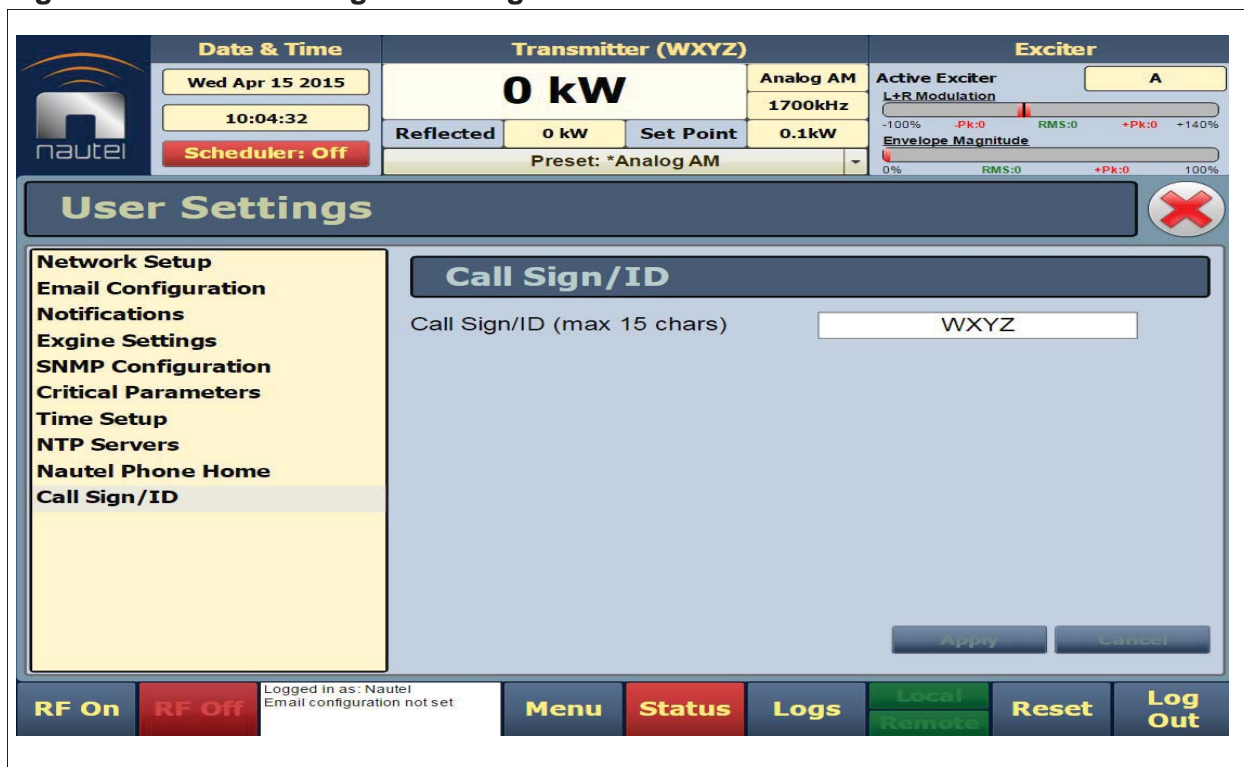 Date & Time
Transmitter (WXYZ)
Exciter
nautel
Wed Apr 15 2015
10:04:32
Scheduler: Off
0 kW
Analog AM
1700kHz
Reflected
0 kW
Set Point
0.1kW
Preset: *Analog AM
Active Exciter
A
L+R Modulation
-100% -Pk:0 RMS:0 +Pk:0 +140%
Envelope Magnitude
0% RMS:0 +Pk:0 100%
User Settings
Network Setup
Email Configuration
Notifications
Exgine Settings
SNMP Configuration
Critical Parameters
Time Setup
NTP Servers
Nautel Phone Home
Call Sign/ID
Call Sign/ID
Call Sign/ID (max 15 chars)
WXYZ
Apply
Cancel
RF On
RF Off
Logged in as: Nautel
Email configuration not set
Menu
Status
Logs
Local
Remote
Reset
Log
Out